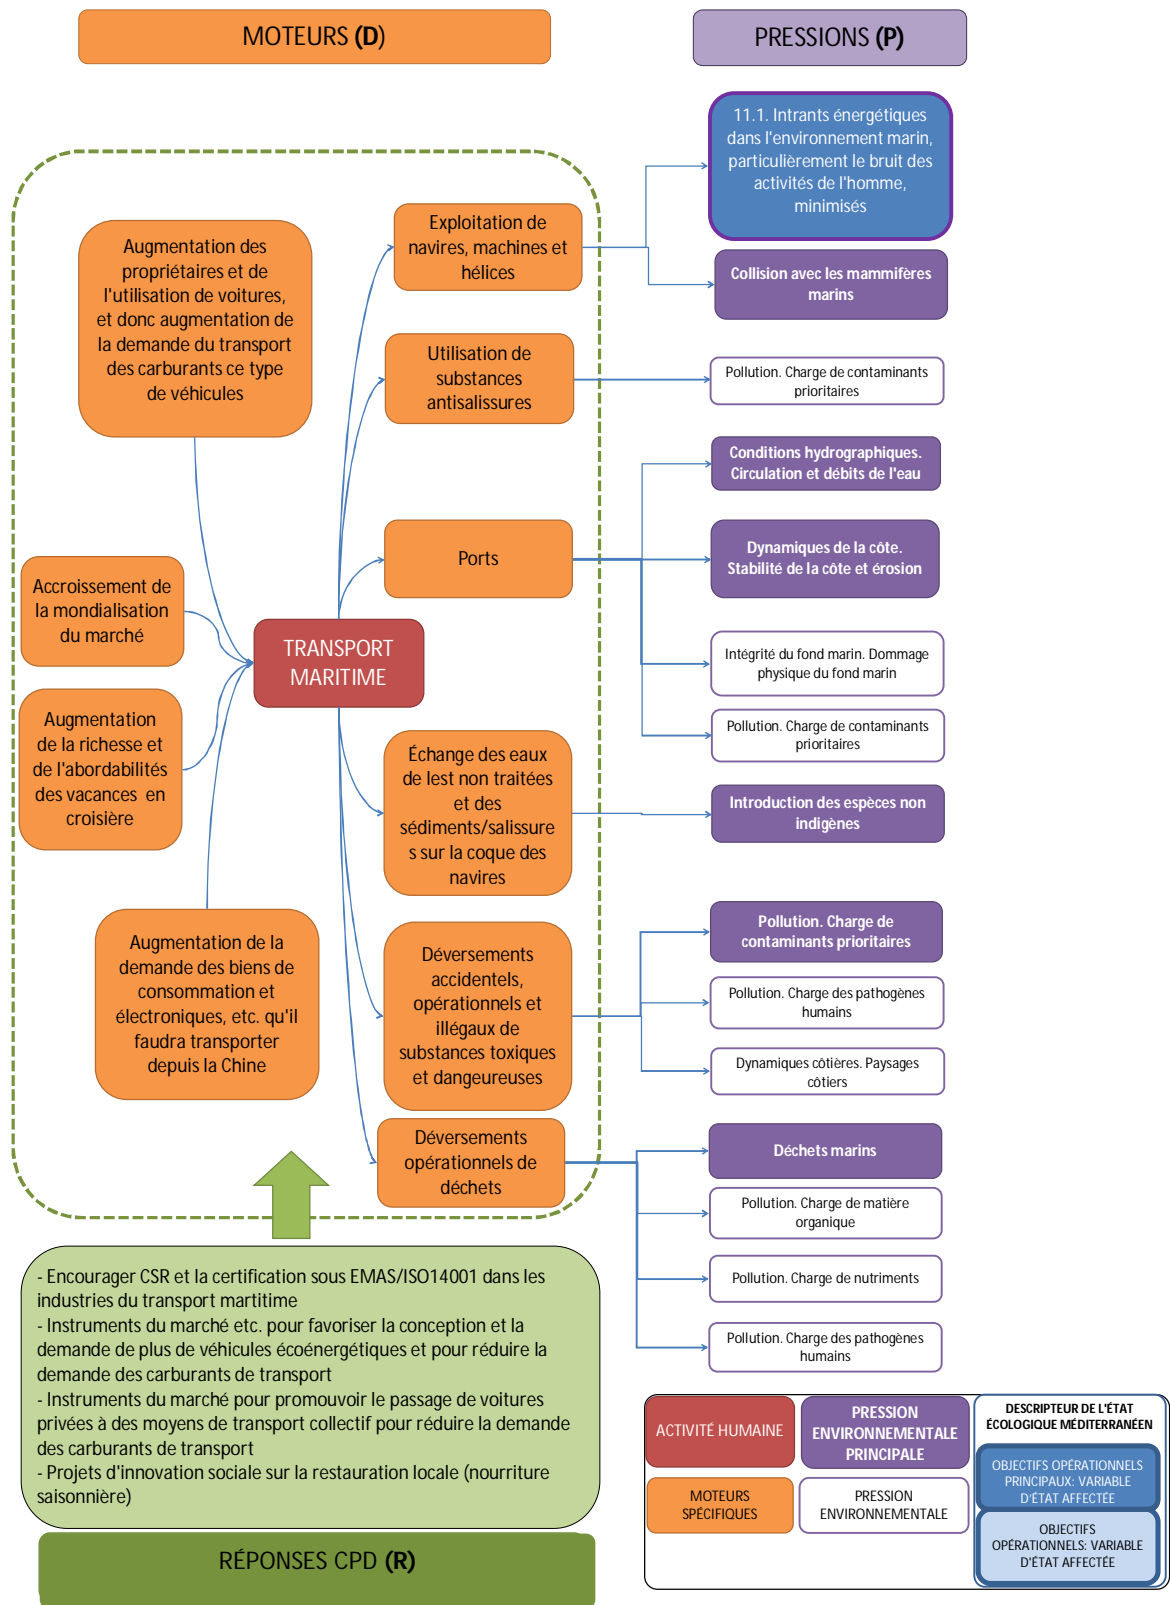 MOTEURS (D)
PRESSIONS (P)
11.1. Intrants énergétiques
dans l'environnement marin,
particulièrement le bruit des
activités de l'homme,
minimisés
Exploitation de
navires, machines et
hélices
Collision avec les mammifères
marins
Augmentation des
propriétaires et de
l'utilisation de voitures,
et donc augmentation de
la demande du transport
des carburants ce type
de véhicules
Utilisation de
substances
antisalissures
Pollution. Charge de contaminants
prioritaires
Conditions hydrographiques.
Circulation et débits de l'eau
Ports
Dynamiques de la côte.
Stabilité de la côte et érosion
Accroissement de
la mondialisation
du marché
TRANSPORT
MARITIME
Intégrité du fond marin. Dommage
physique du fond marin
Pollution. Charge de contaminants
prioritaires
Augmentation
de la richesse et
de l'abordabilités
des vacances en
croisière
Échange des eaux
de lest non traitées
et des
sédiments/salissure
s sur la coque des
navires
Introduction des espèces non
indigènes
Augmentation de la
demande des biens de
consommation et
électroniques, etc. qu'il
faudra transporter
depuis la Chine
Déversements
accidentels,
opérationnels et
illégaux de
substances toxiques
et dangeureuses
Pollution. Charge de
contaminants prioritaires
Pollution. Charge des pathogènes
humains
Dynamiques côtières. Paysages
côtiers
Déversements
opérationnels de
déchets
Déchets marins
Pollution. Charge de matière
organique
Pollution. Charge de nutriments
Pollution. Charge des pathogènes
humains
- Encourager CSR et la certification sous EMAS/ISO14001 dans les
industries du transport martitime
- Instruments du marché etc. pour favoriser la conception et la
demande de plus de véhicules écoénergétiques et pour réduire la
demande des carburants de transport
- Instruments du marché pour promouvoir le passage de voitures
privées à des moyens de transport collectif pour réduire la demande
des carburants de transport
- Projets d'innovation sociale sur la restauration locale (nourriture
saisonnière)
RÉPONSES CPD (R)
ACTIVITÉ HUMAINE
PRESSION
ENVIRONNEMENTALE
PRINCIPALE
DESCRIPTEUR DE L'ÉTAT
ÉCOLOGIQUE MÉDITERRANÉEN
OBJECTIFS OPÉRATIONNELS
PRINCIPAUX: VARIABLE
D'ÉTAT AFFECTÉE
MOTEURS
SPÉCIFIQUES
PRESSION
ENVIRONNEMENTALE
OBJECTIFS
OPÉRATIONNELS: VARIABLE
D'ÉTAT AFFECTÉE